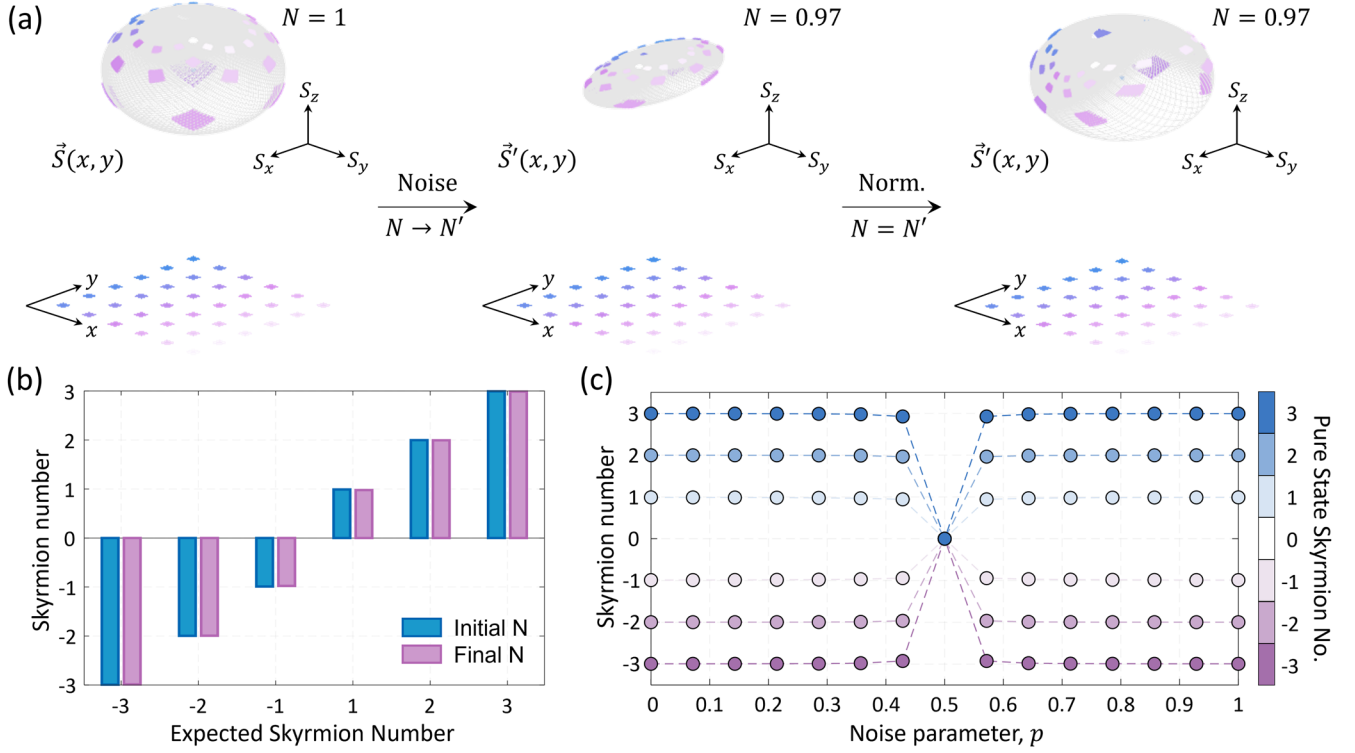 (a)
N = 1
N = 0.97
N = 0.97
S_z
S_x
S_y
S⃗(x, y)
S_z
S_x
S_y
S⃗′(x, y)
S_z
S_x
S_y
S⃗′(x, y)
Noise
N → N′
Norm.
N = N′
y
x
y
x
y
x
(b)
Skyrmion number
3
2
1
0
-1
-2
-3
-3 -2 -1 1 2 3
Expected Skyrmion Number
Initial N
Final N
(c)
Skyrmion number
3
2
1
0
-1
-2
-3
0 0.1 0.2 0.3 0.4 0.5 0.6 0.7 0.8 0.9 1
Noise parameter, p
3
2
1
0
-1
-2
-3
Pure State Skyrmion No.